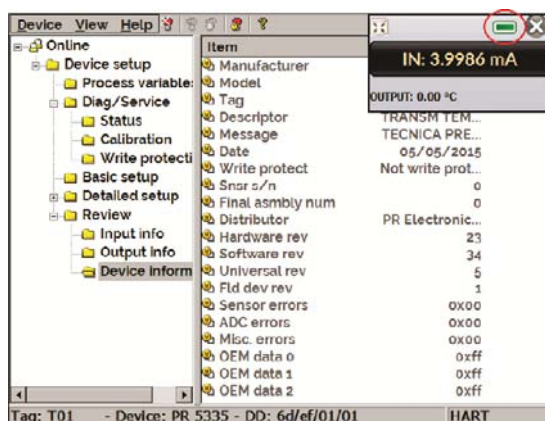 Device View Help
Online
Device setup
Process variable
Diag/Service
Status
Calibration
Write protecti
Basic setup
Detailed setup
Review
Input info
Output info
Device inform
Item
Manufacturer
Model
Tag
Descriptor TRANSM TEM...
Message TECNICA PRE...
Date 05/05/2015
Write protect Not write prot...
Snsr s/n 0
Final asmbly num 0
Distributor PR Electronic...
Hardware rev 23
Software rev 34
Universal rev 5
Fld dev rev 1
Sensor errors 0x00
ADC errors 0x00
Misc. errors 0x00
OEM data 0 0xff
OEM data 1 0xff
OEM data 2 0xff
IN: 3.9986 mA
OUTPUT: 0.00 °C
Tag: T01 - Device: PR 5335 - DD: 6d/ef/01/01 HART